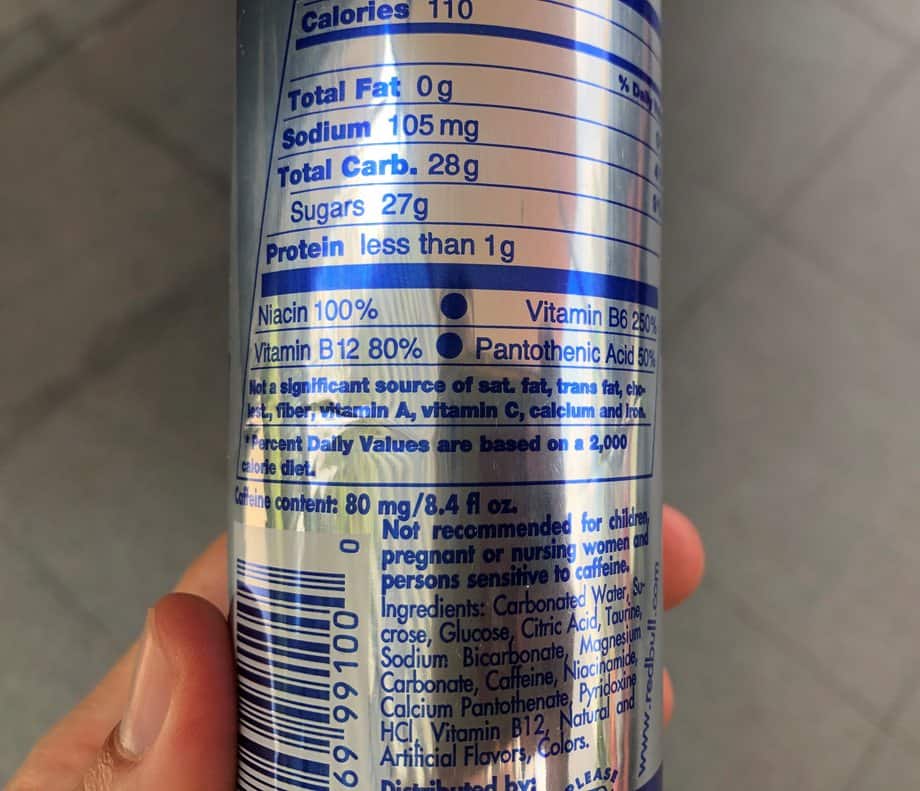 Calories 110
% Daily
Total Fat 0g
Sodium 105mg
Total Carb. 28g
Sugars 27g
Protein less than 1g
Niacin 100% ● Vitamin B6 250%
Vitamin B12 80% ● Pantothenic Acid 50%
Not a significant source of sat. fat, trans fat, cho-
lest., fiber, vitamin A, vitamin C, calcium and iron.
*Percent Daily Values are based on a 2,000
calorie diet.
Caffeine content: 80 mg/8.4 fl oz.
Not recommended for children,
pregnant or nursing women and
persons sensitive to caffeine.
Ingredients: Carbonated Water, Su-
crose, Glucose, Citric Acid, Taurine,
Sodium Bicarbonate, Magnesium
Carbonate, Caffeine, Niacinamide,
Calcium Pantothenate, Pyridoxine
HCl, Vitamin B12, Natural and
Artificial Flavors, Colors.
Distributed by:
PLEASE
www.redbull.com
69 99100 0